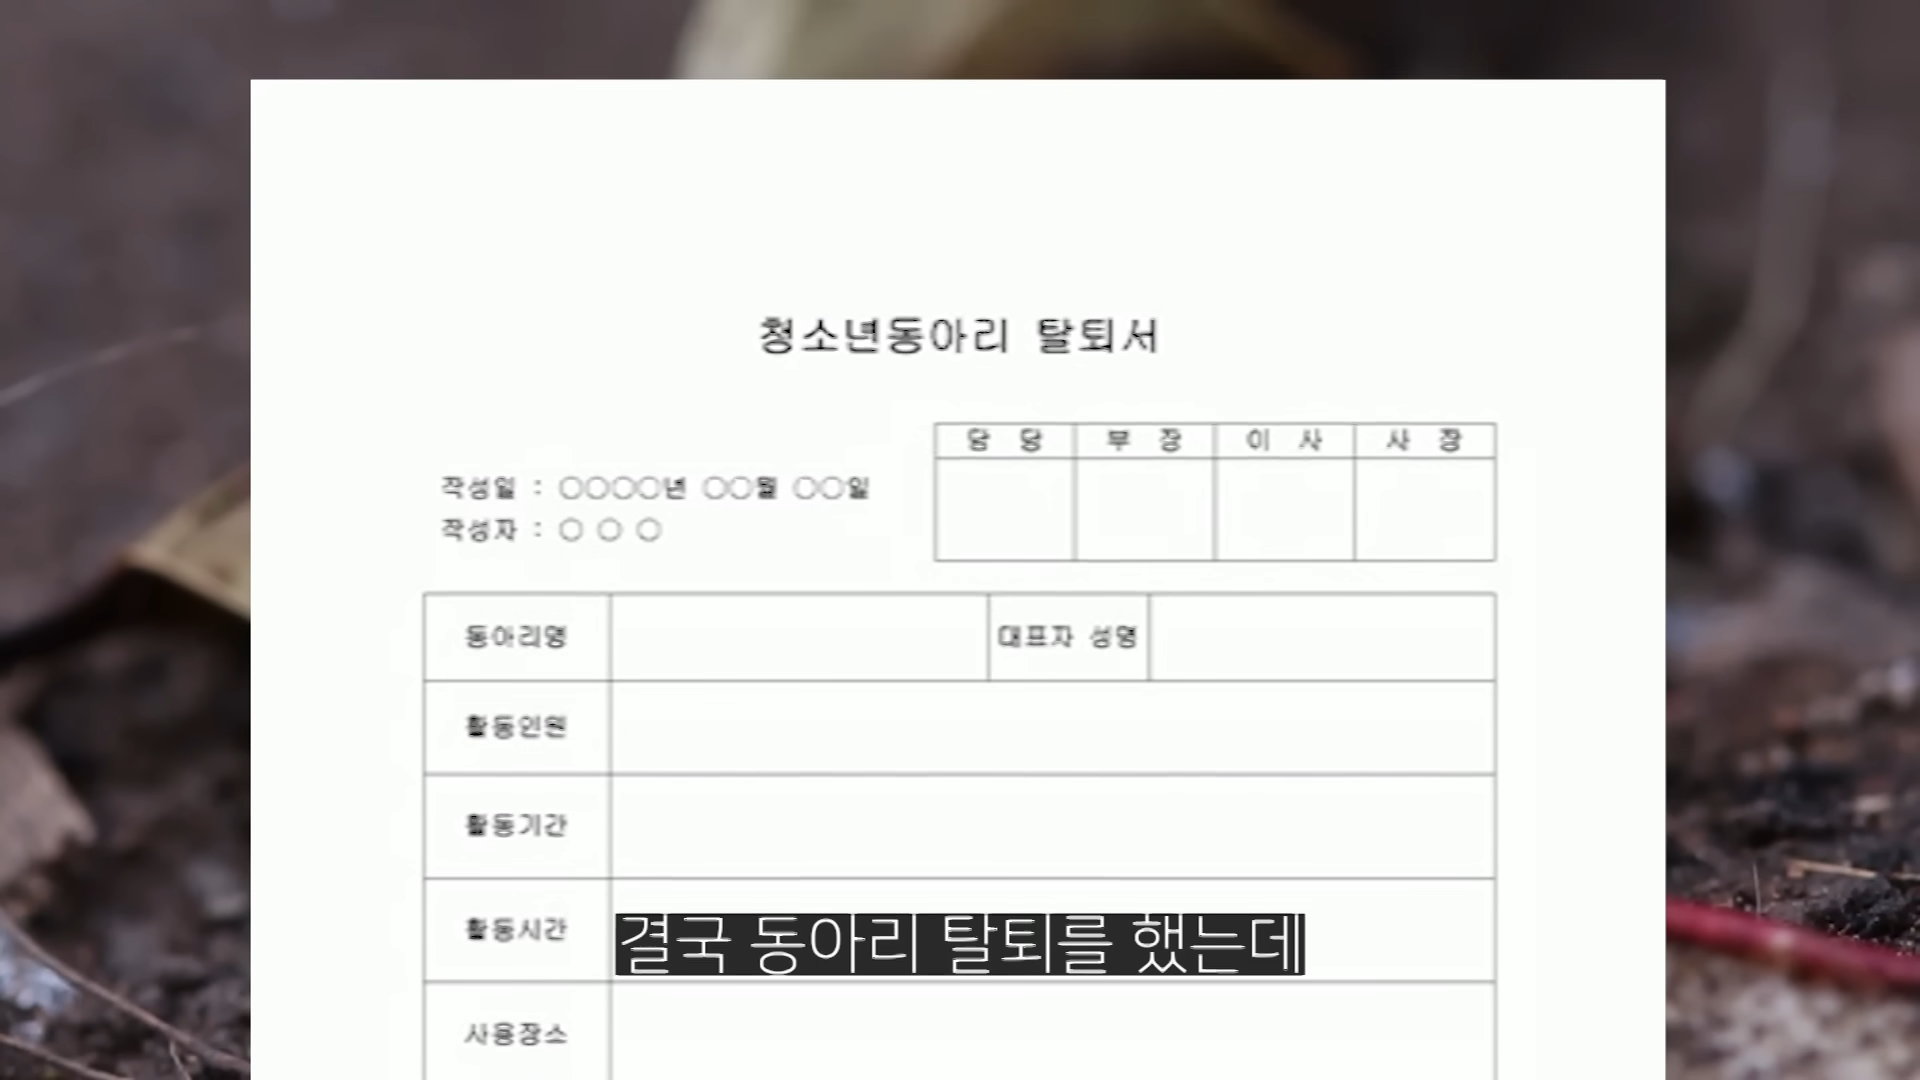 청소년동아리 탈퇴서
담 당 부 장 이 사 사 장
작성일 : ○○○○년 ○○월 ○○일
작성자 : ○ ○ ○
동아리명 대표자 성명
활동인원
활동기간
활동시간
결국 동아리 탈퇴를 했는데
사용장소